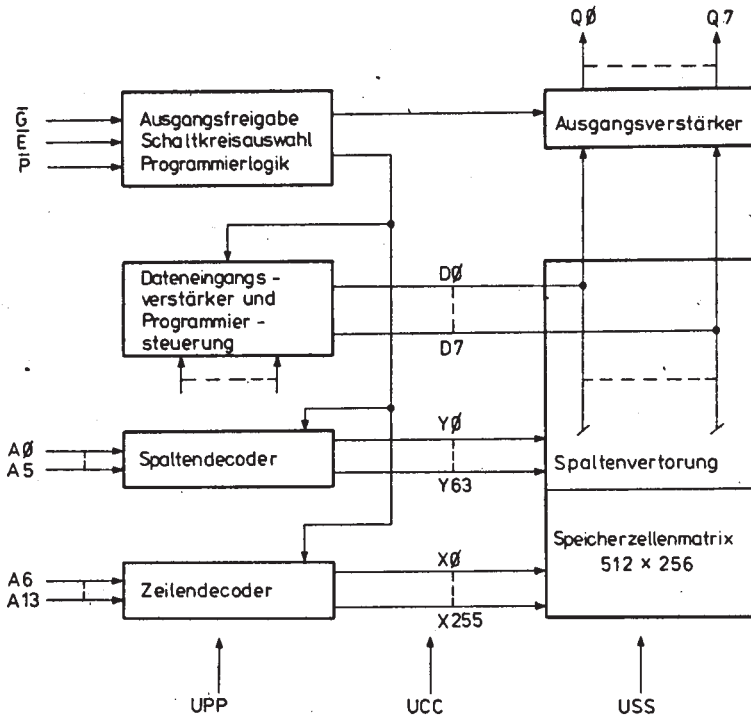 QØ Q7
G̅
E̅
P̅
Ausgangsfreigabe
Schaltkreisauswahl
Programmierlogik
Ausgangsverstärker
Dateneingangs-
verstärker und
Programmier-
steuerung
DØ
D7
AØ
A5
Spaltendecoder
YØ
Y63
Spaltenvertorung
Speicherzellenmatrix
512 × 256
A6
A13
Zeilendecoder
XØ
X255
UPP UCC USS